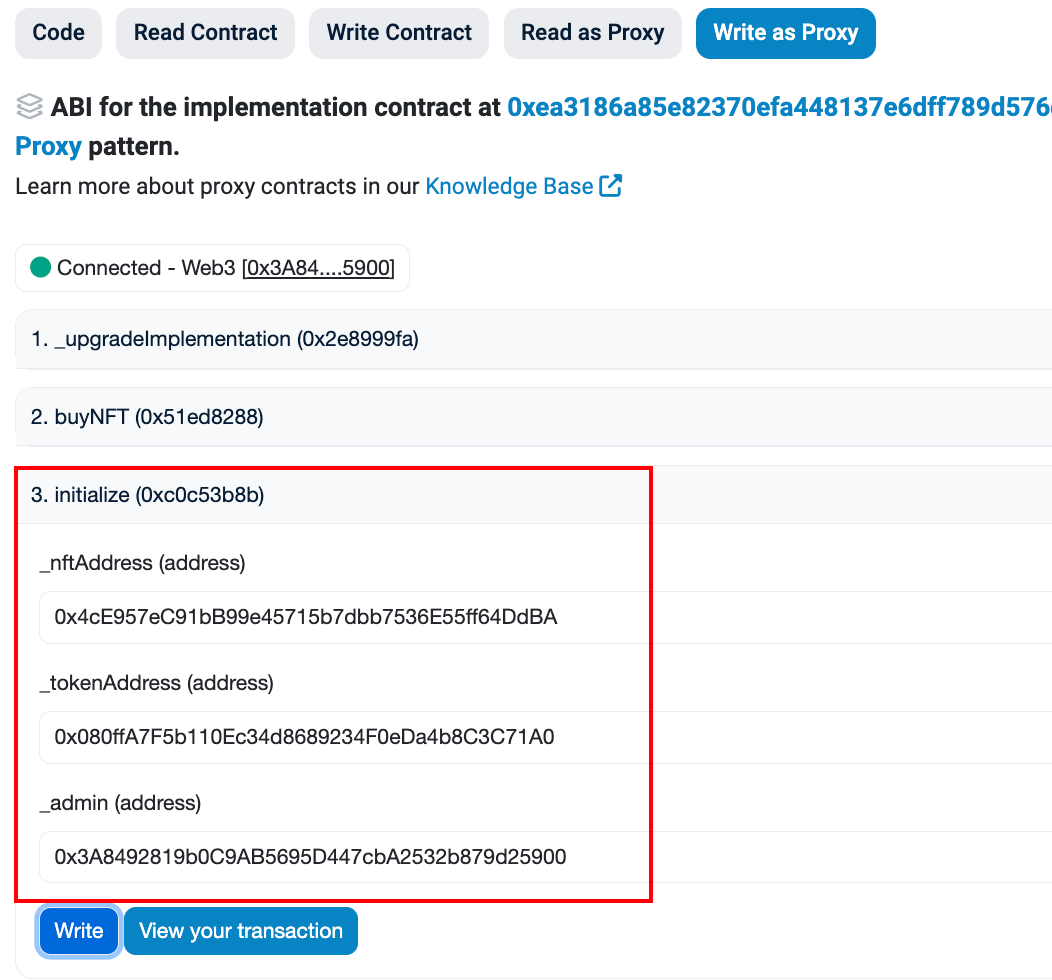 Code Read Contract Write Contract Read as Proxy Write as Proxy
ABI for the implementation contract at 0xea3186a85e82370efa448137e6dff789d576
Proxy pattern.
Learn more about proxy contracts in our Knowledge Base
Connected - Web3 [0x3A84....5900]
1. _upgradeImplementation (0x2e8999fa)
2. buyNFT (0x51ed8288)
3. initialize (0xc0c53b8b)
_nftAddress (address)
0x4cE957eC91bB99e45715b7dbb7536E55ff64DdBA
_tokenAddress (address)
0x080ffA7F5b110Ec34d8689234F0eDa4b8C3C71A0
_admin (address)
0x3A8492819b0C9AB5695D447cbA2532b879d25900
Write View your transaction